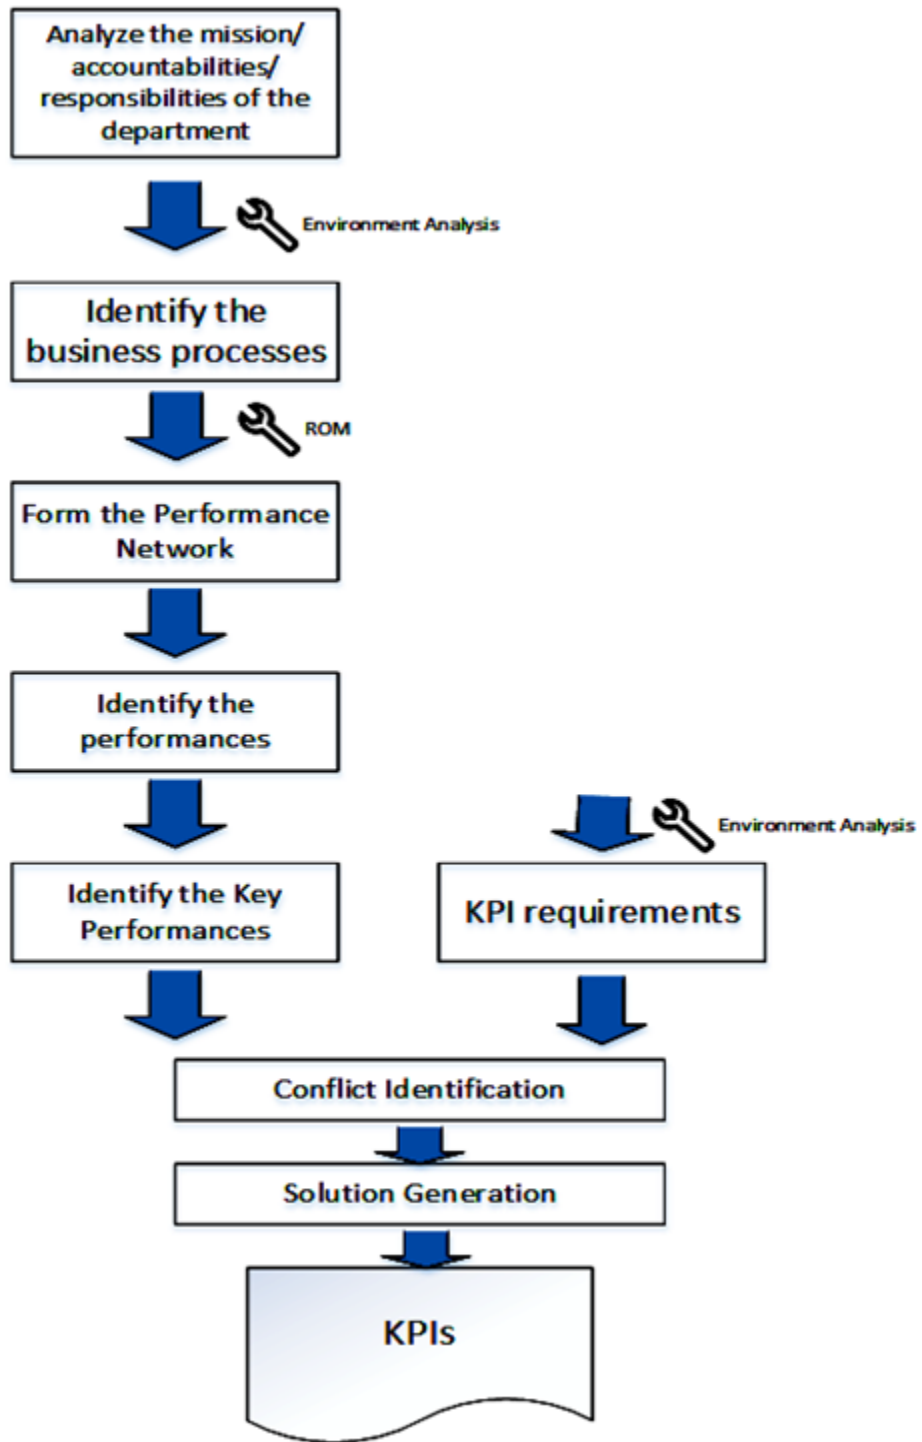 Analyze the mission/
accountabilities/
responsibilities of the
department
Environment Analysis
Identify the
business processes
ROM
Form the Performance
Network
Identify the
performances
Environment Analysis
Identify the Key
Performances
KPI requirements
Conflict Identification
Solution Generation
KPIs